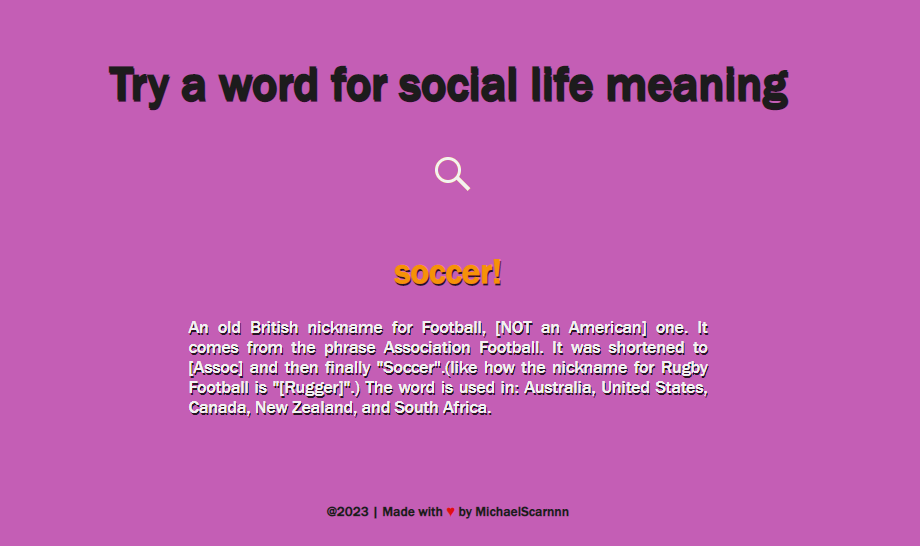 Try a word for social life meaning
soccer!
An old British nickname for Football, [NOT an American] one. It
comes from the phrase Association Football. It was shortened to
[Assoc] and then finally "Soccer".(like how the nickname for Rugby
Football is "[Rugger]".) The word is used in: Australia, United States,
Canada, New Zealand, and South Africa.
@2023 | Made with ♥ by MichaelScarnnn